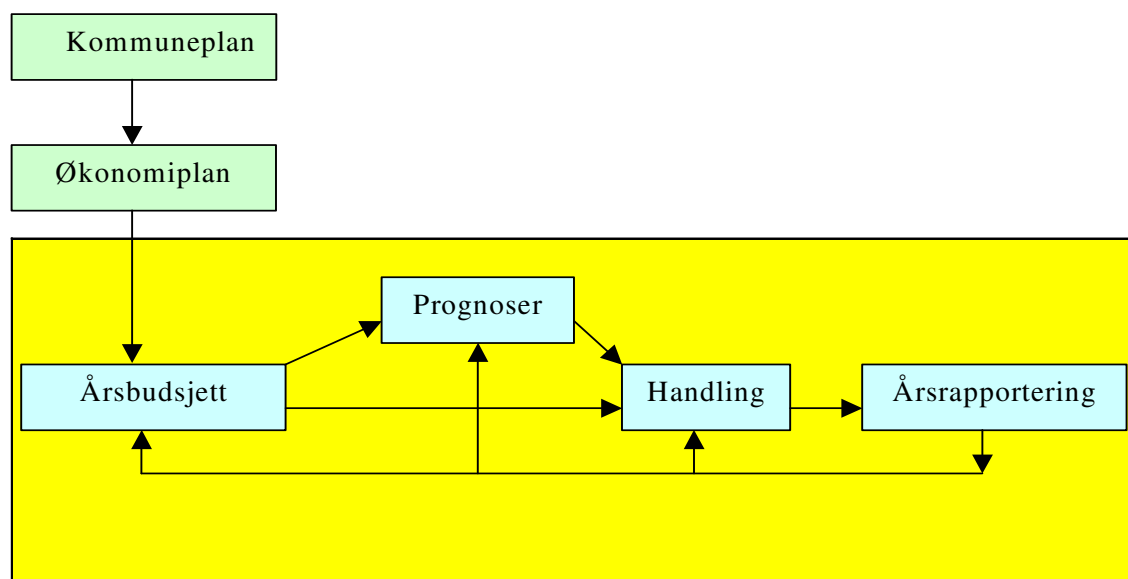 Kommuneplan
Økonomiplan
Prognoser
Årsbudsjett
Handling
Årsrapportering